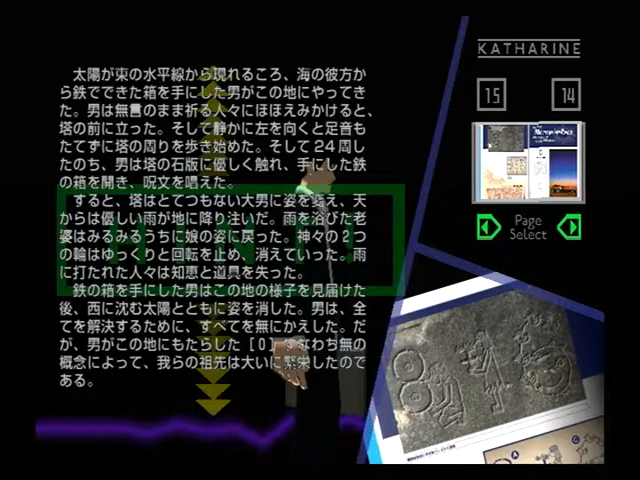 KATHARINE
15 14
Page
Select
太陽が東の水平線から現れるころ、海の彼方か
ら鉄でできた箱を手にした男がこの地にやってき
た。男は無言のまま祈る人々にほほえみかけると、
塔の前に立った。そして静かに左を向くと足音も
たてずに塔の周りを歩き始めた。そして24周し
たのち、男は塔の石版に優しく触れ、手にした鉄
の箱を開き、呪文を唱えた。
すると、塔はとてつもない大男に姿を変え、天
からは優しい雨が地に降り注いだ。雨を浴びた老
婆はみるみるうちに娘の姿に戻った。神々の2つ
の輪はゆっくりと回転を止め、消えていった。雨
に打たれた人々は知恵と道具を失った。
鉄の箱を手にした男はこの地の様子を見届けた
後、西に沈む太陽とともに姿を消した。男は、全
てを解決するために、すべてを無にかえした。だ
が、男がこの地にもたらした[0]すなわち無の
概念によって、我らの祖先は大いに繁栄したので
ある。
HINT!
A
C